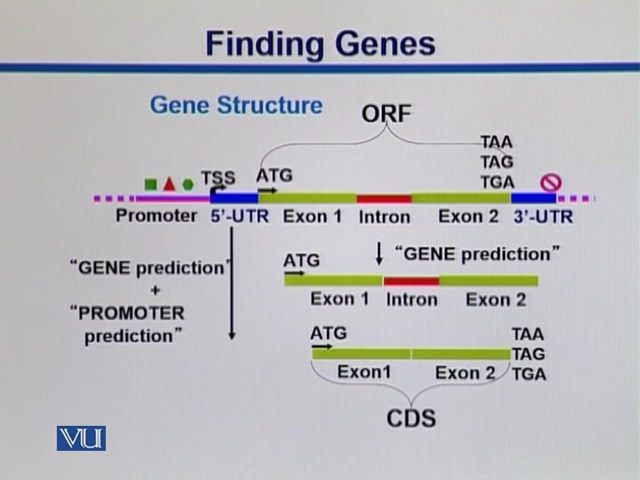 Finding Genes
Gene Structure
ORF
TSS ATG TAA
TAG
TGA
Promoter 5'-UTR Exon 1 Intron Exon 2 3'-UTR
"GENE prediction"
+
"PROMOTER
prediction"
"GENE prediction"
ATG
Exon 1 Intron Exon 2
ATG TAA
TAG
TGA
Exon1 Exon 2
CDS
VU